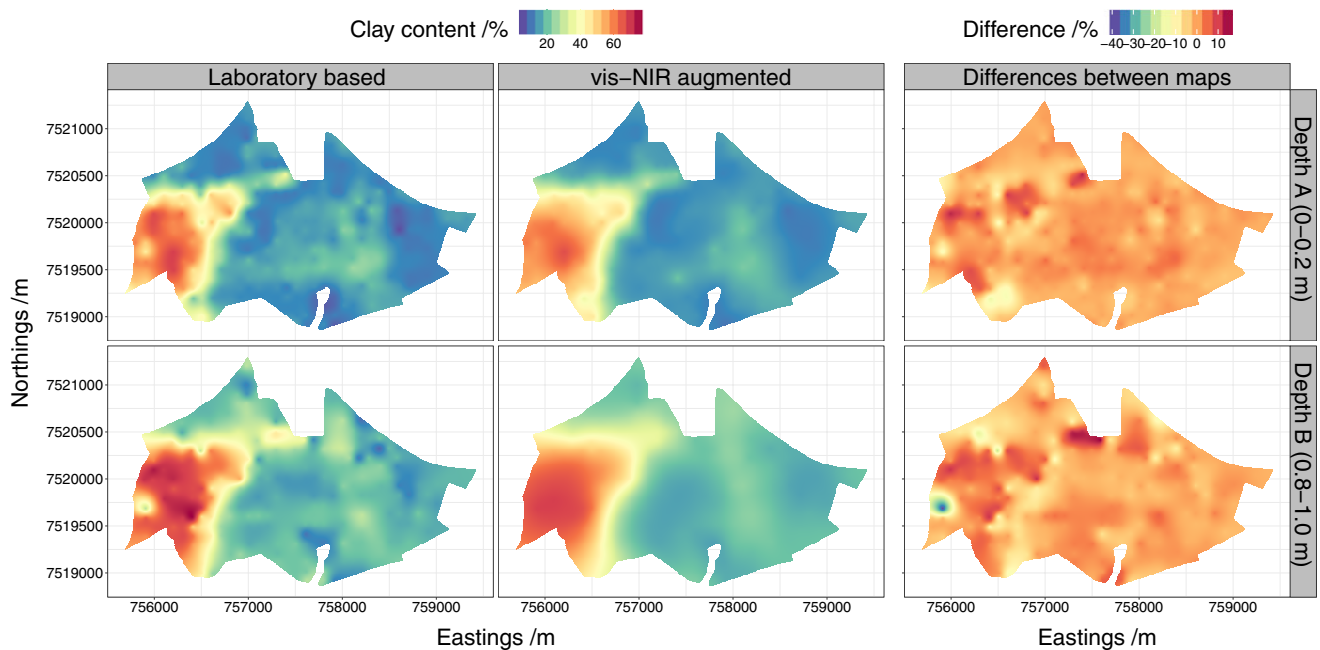 Clay content /% 20 40 60
Difference /% −40−30−20−10 0 10
Laboratory based
vis−NIR augmented
Differences between maps
Northings /m
7521000
7520500
7520000
7519500
7519000
Depth A (0−0.2 m)
7521000
7520500
7520000
7519500
7519000
Depth B (0.8−1.0 m)
756000 757000 758000 759000
756000 757000 758000 759000
756000 757000 758000 759000
Eastings /m
Eastings /m